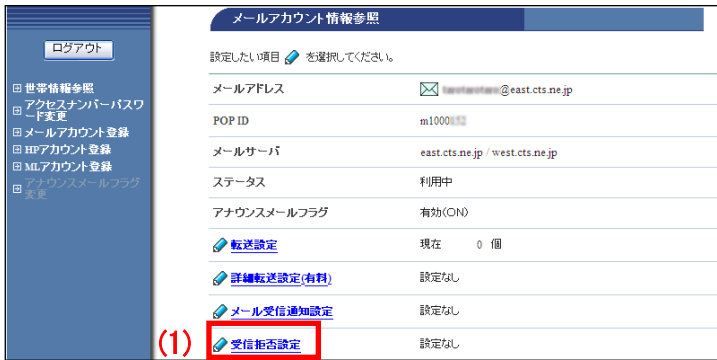 メールアカウント情報参照
ログアウト
設定したい項目 を選択してください。
世帯情報参照
アクセスナンバーパスワ
ード変更
メールアカウント登録
HPアカウント登録
MLアカウント登録
アナウンスメールフラグ
変更
メールアドレス @east.cts.ne.jp
POP ID m1000
メールサーバ east.cts.ne.jp / west.cts.ne.jp
ステータス 利用中
アナウンスメールフラグ 有効(ON)
転送設定 現在 0 個
詳細転送設定(有料) 設定なし
メール受信通知設定 設定なし
(1) 受信拒否設定 設定なし